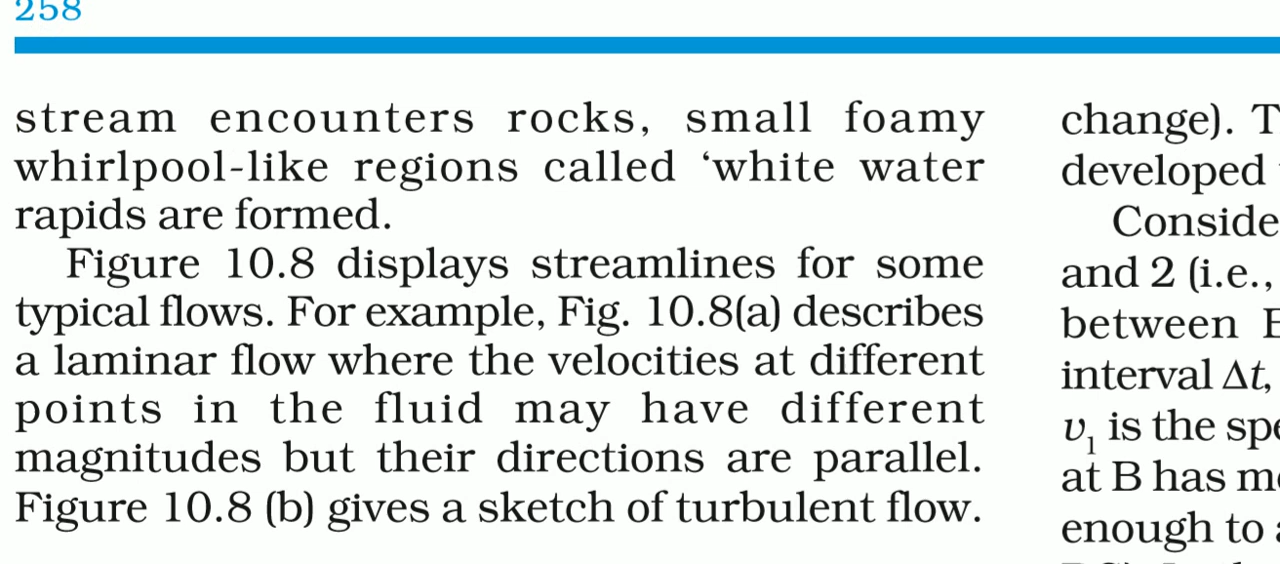 258
stream encounters rocks, small foamy
whirlpool-like regions called ‘white water
rapids are formed.
Figure 10.8 displays streamlines for some
typical flows. For example, Fig. 10.8(a) describes
a laminar flow where the velocities at different
points in the fluid may have different
magnitudes but their directions are parallel.
Figure 10.8 (b) gives a sketch of turbulent flow.
change). T
developed
Conside
and 2 (i.e.,
between
interval Δt,
v₁ is the spe
at B has m
enough to